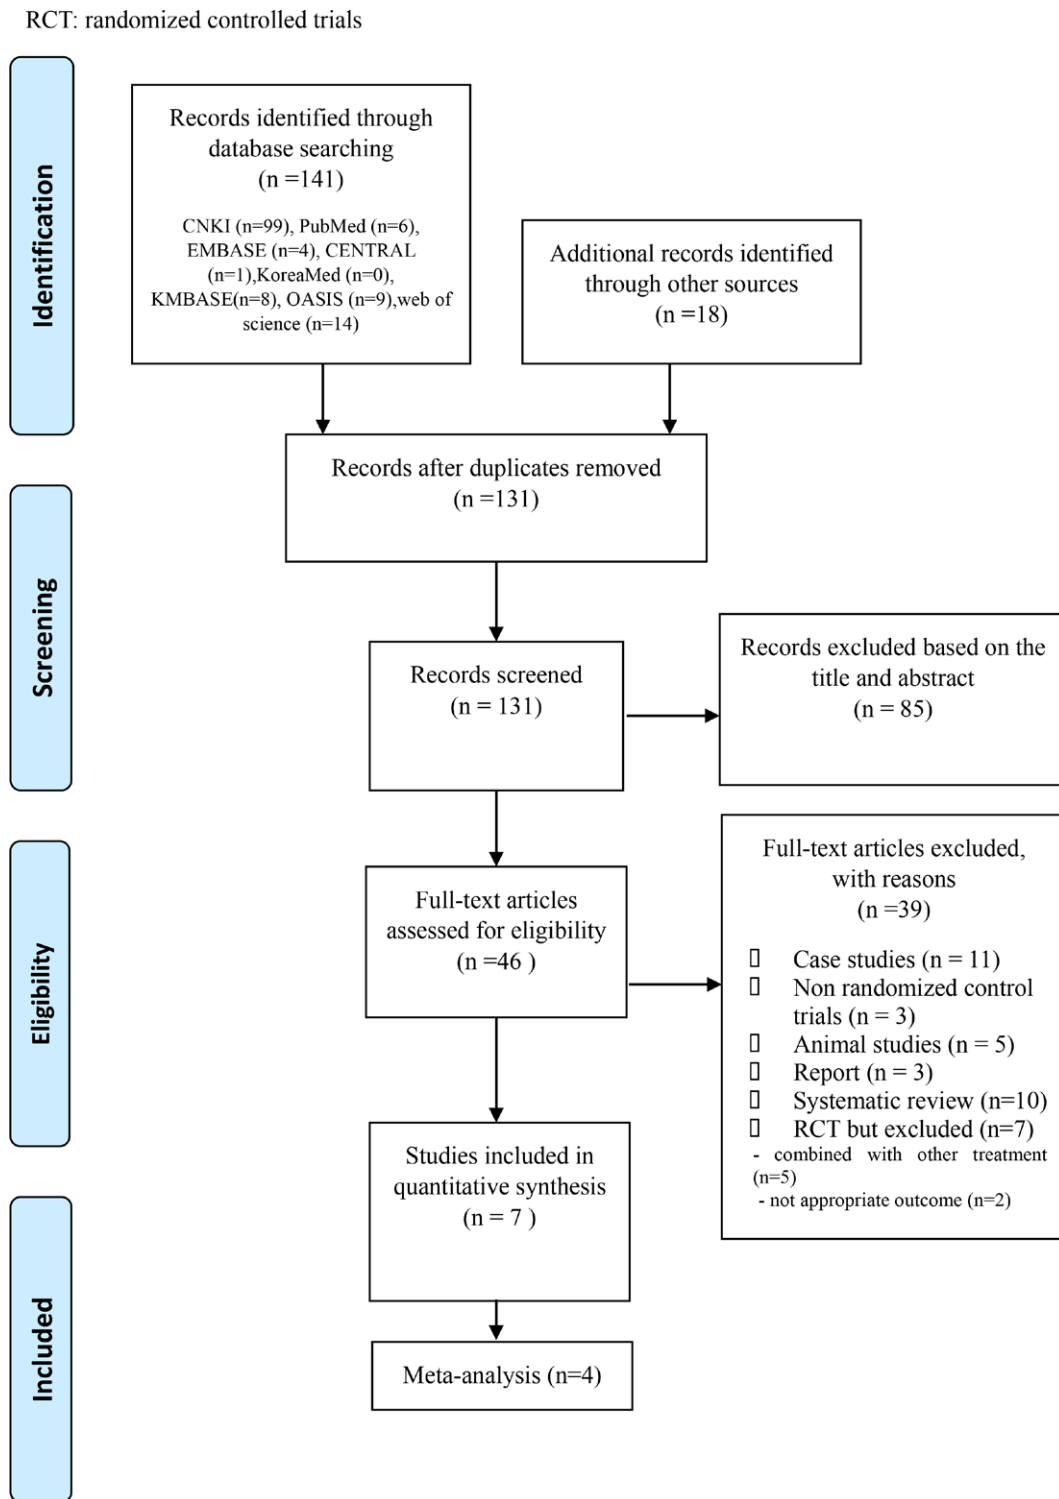 RCT: randomized controlled trials
Identification
Records identified through
database searching
(n =141)
CNKI (n=99), PubMed (n=6),
EMBASE (n=4), CENTRAL
(n=1),KoreaMed (n=0),
KMBASE(n=8), OASIS (n=9),web of
science (n=14)
Additional records identified
through other sources
(n =18)
Records after duplicates removed
(n =131)
Screening
Records screened
(n = 131)
Records excluded based on the
title and abstract
(n = 85)
Eligibility
Full-text articles
assessed for eligibility
(n =46 )
Full-text articles excluded,
with reasons
(n =39)
Case studies (n = 11)
Non randomized control
trials (n = 3)
Animal studies (n = 5)
Report (n = 3)
Systematic review (n=10)
RCT but excluded (n=7)
- combined with other treatment
(n=5)
- not appropriate outcome (n=2)
Studies included in
quantitative synthesis
(n = 7 )
Included
Meta-analysis (n=4)